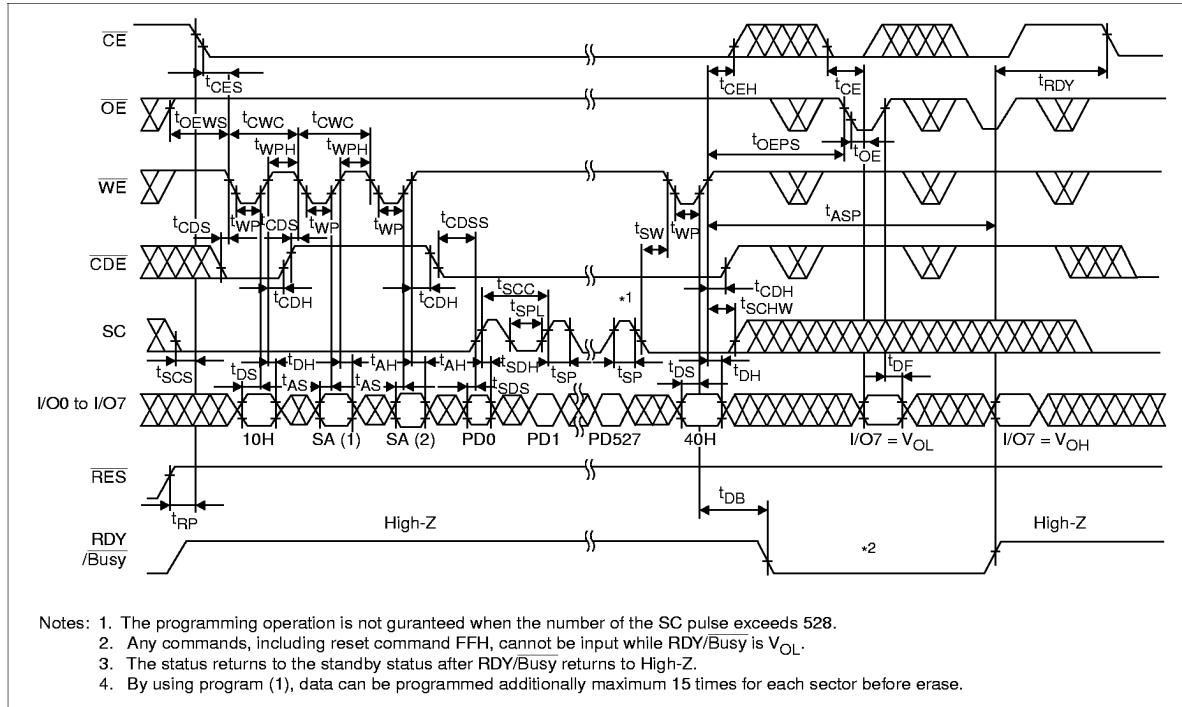 CE
tCES
tCEH
tCE
tRDY
OE
tOEWS
tCWC
tCWC
tWPH
tWPH
tOEPS
tOE
WE
tCDS
tWP
tCDS
tWP
tWP
tCDSS
tSW
tWP
tASP
CDE
tCDH
tCDH
tSCC
tSPL
*1
tCDH
tSCHW
SC
tSCS
tDS
tDH
tAS
tAH
tAS
tAH
tSDH
tSDS
tSP
tSP
tDS
tDH
tDF
I/O0 to I/O7
10H
SA (1)
SA (2)
PD0
PD1
PD527
40H
I/O7 = VOL
I/O7 = VOH
RES
tRP
tDB
High-Z
High-Z
RDY
/Busy
*2
Notes: 1. The programming operation is not guranteed when the number of the SC pulse exceeds 528.
2. Any commands, including reset command FFH, cannot be input while RDY/Busy is VOL.
3. The status returns to the standby status after RDY/Busy returns to High-Z.
4. By using program (1), data can be programmed additionally maximum 15 times for each sector before erase.